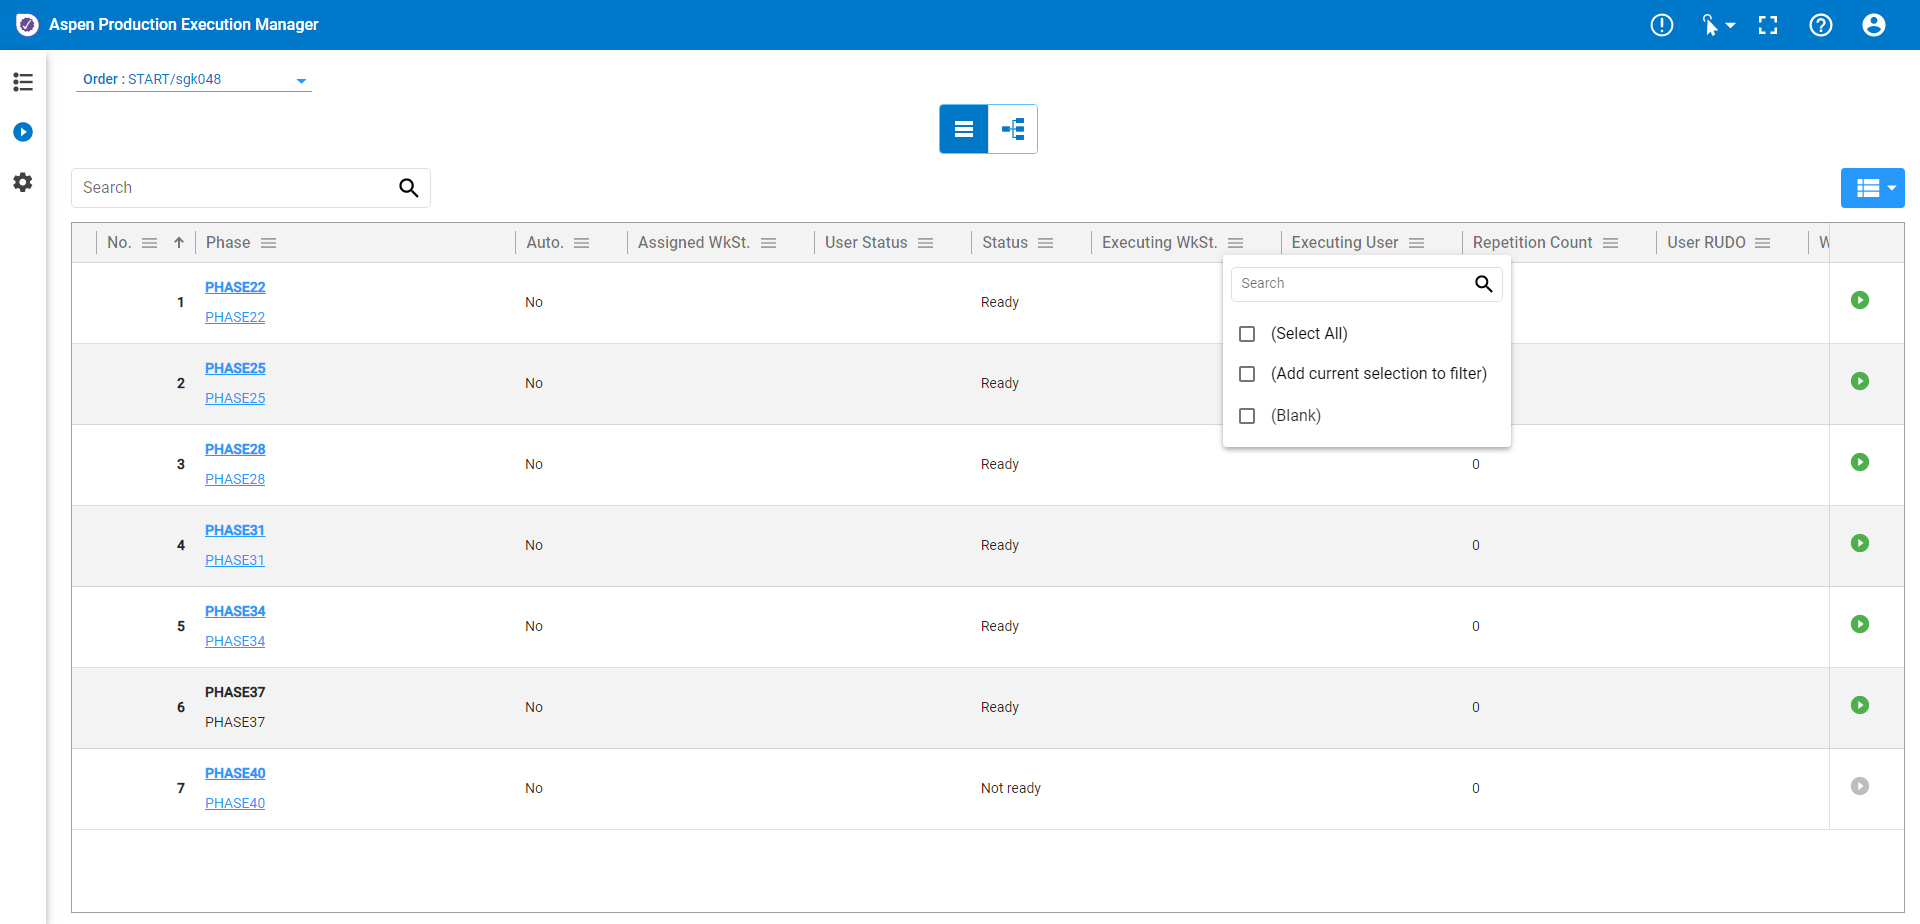 Aspen Production Execution Manager
Order : START/sgk048
Search
No. Phase Auto. Assigned WkSt. User Status Status Executing WkSt. Executing User Repetition Count User RUDO W
Search
(Select All)
(Add current selection to filter)
(Blank)
PHASE22
1 No Ready
PHASE22
PHASE25
2 No Ready
PHASE25
PHASE28
3 No Ready 0
PHASE28
PHASE31
4 No Ready 0
PHASE31
PHASE34
5 No Ready 0
PHASE34
PHASE37
6 No Ready 0
PHASE37
PHASE40
7 No Not ready 0
PHASE40